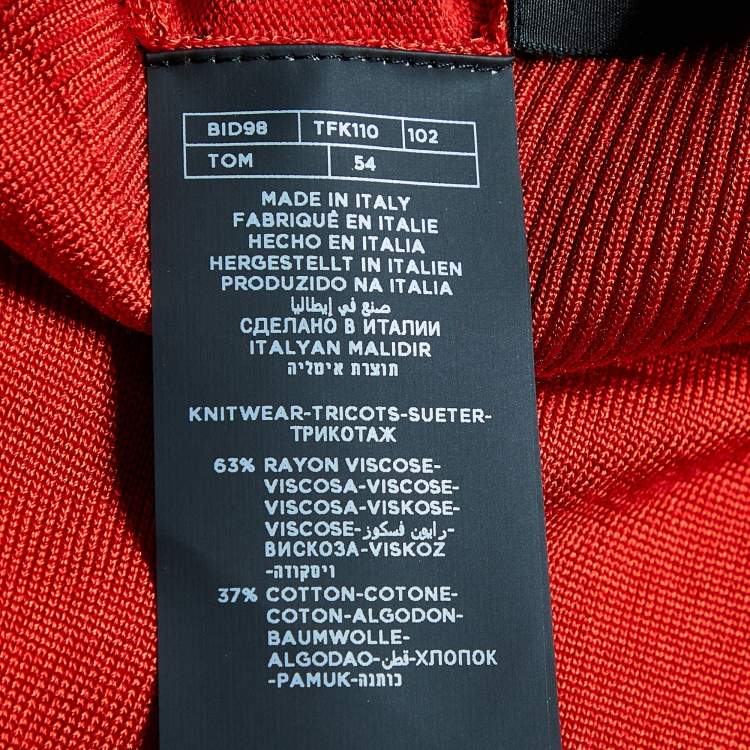 BID98 TFK110 102
TOM 54
MADE IN ITALY
FABRIQUÊ EN ITALIE
HECHO EN ITALIA
HERGESTELLT IN ITALIEN
PRODUZIDO NA ITALIA
صنع في إيطاليا
СДЕЛАНО В ИТАЛИИ
ITALYAN MALIDIR
תוצרת איטליה
KNITWEAR-TRICOTS-SUETER-
ТРИКОТАЖ
63% RAYON VISCOSE-
VISCOSA-VISCOSE-
VISCOSA-VISKOSE-
VISCOSE-رايون فسكوز-
ВИСКОЗА-VISKOZ
-ויסקודה
37% COTTON-COTONE-
COTON-ALGODON-
BAUMWOLLE-
ALGODAO-قطن-ХЛОПОК
-PAMUK-כותנה